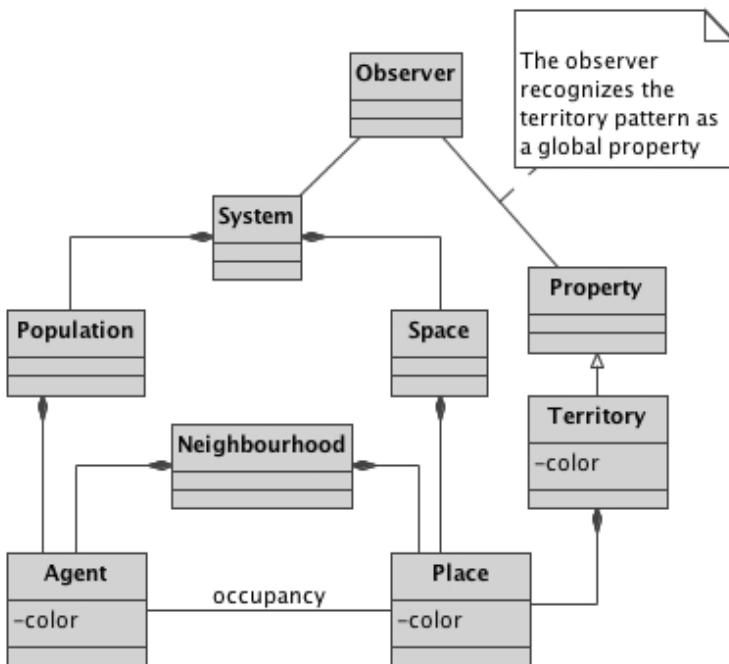 Observer
The observer
recognizes the
territory pattern as
a global property
System
Property
Population
Space
Territory
-color
Neighbourhood
Agent
-color
occupancy
Place
-color